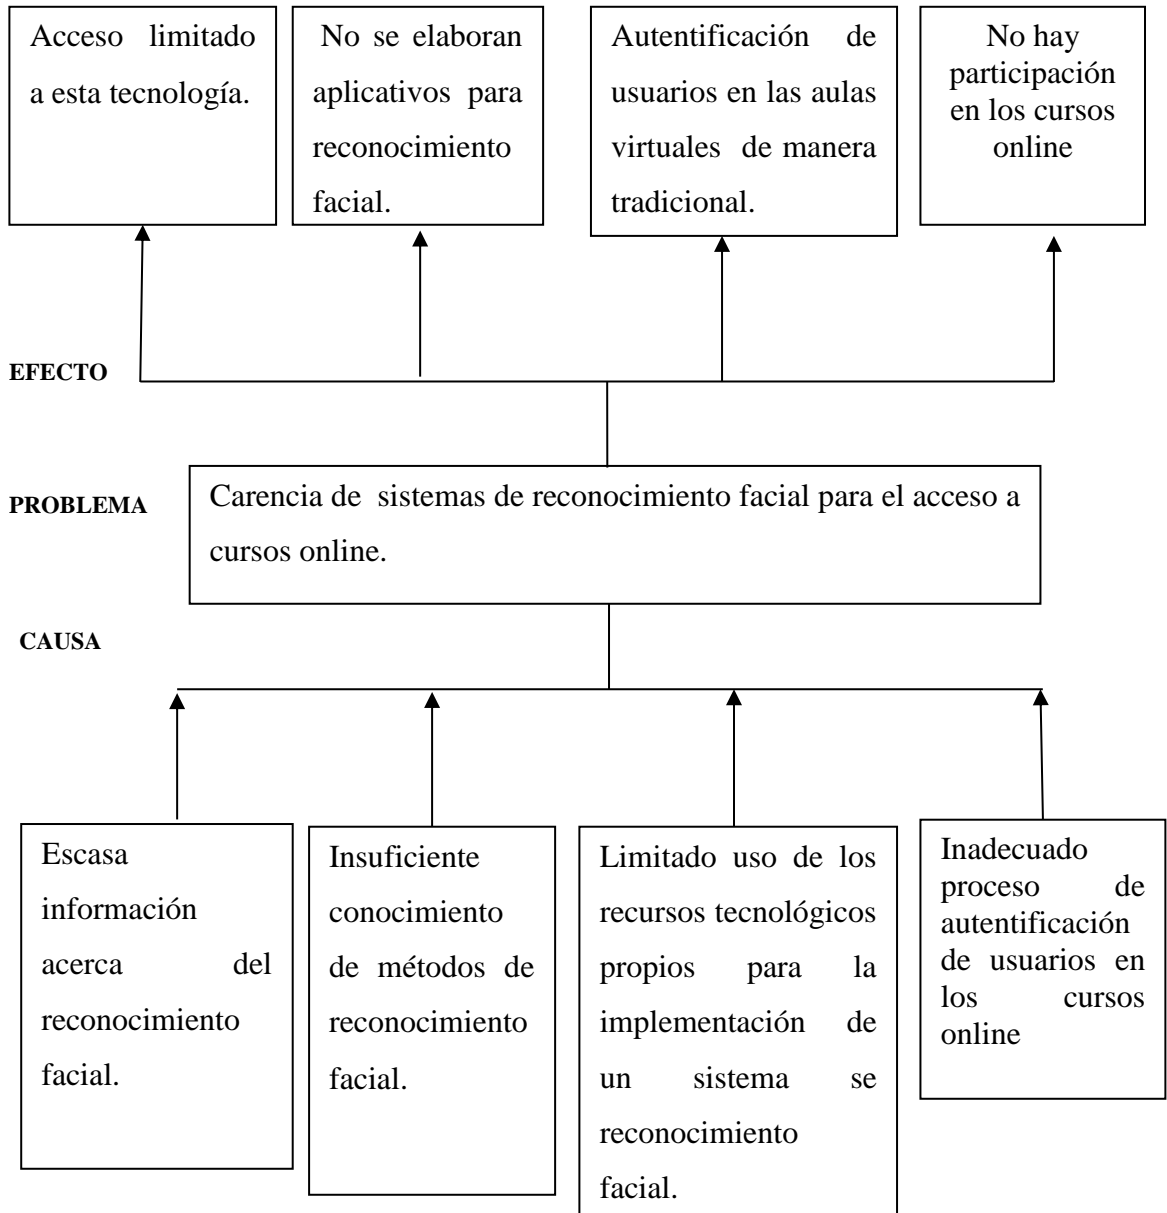 Acceso limitado
a esta tecnología.
No se elaboran
aplicativos para
reconocimiento
facial.
Autentificación de
usuarios en las aulas
virtuales de manera
tradicional.
No hay
participación
en los cursos
online
EFECTO
PROBLEMA
Carencia de sistemas de reconocimiento facial para el acceso a
cursos online.
CAUSA
Escasa
información
acerca del
reconocimiento
facial.
Insuficiente
conocimiento
de métodos de
reconocimiento
facial.
Limitado uso de los
recursos tecnológicos
propios para la
implementación de
un sistema se
reconocimiento
facial.
Inadecuado
proceso de
autentificación
de usuarios en
los cursos
online